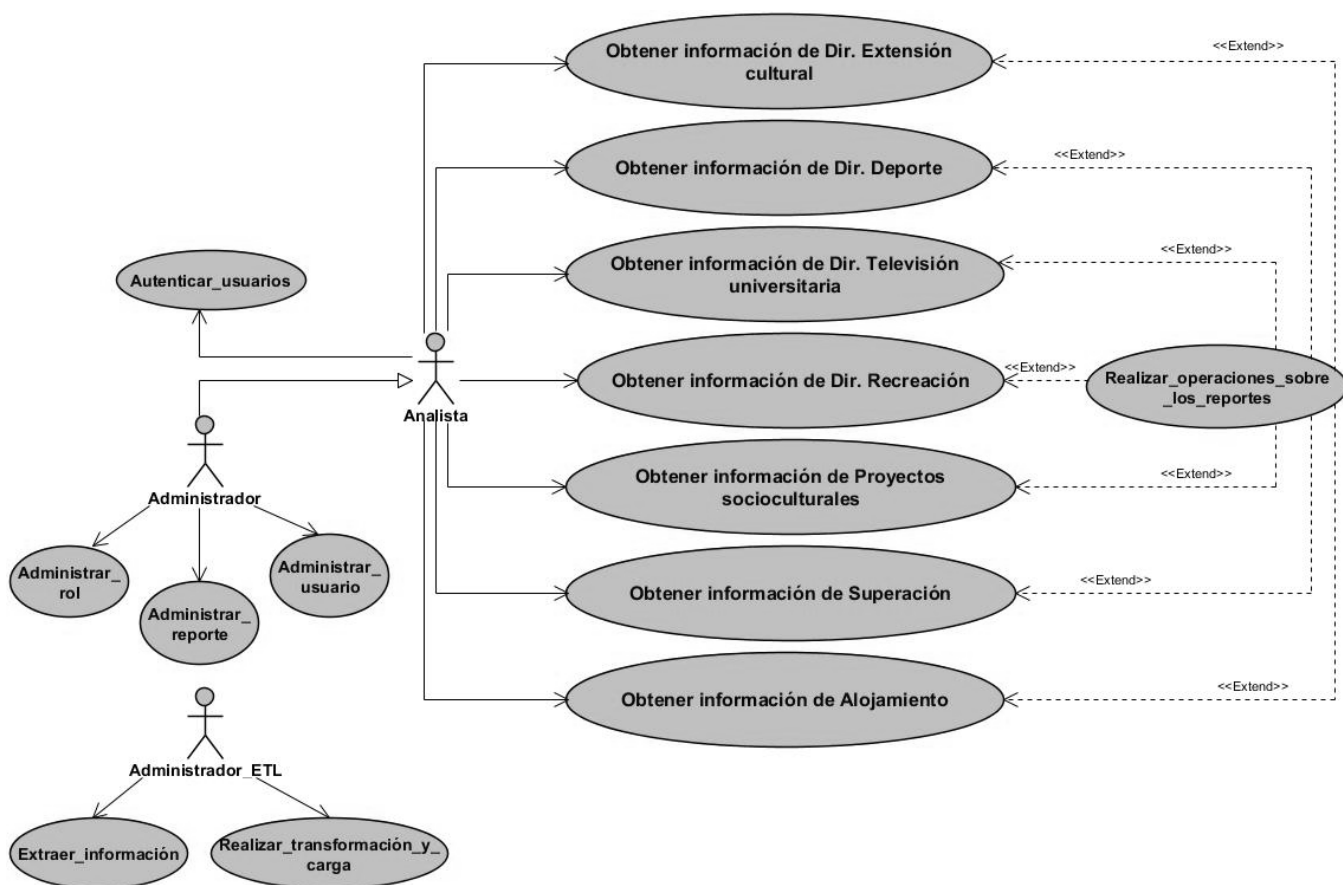 Obtener información de Dir. Extensión
cultural
<<Extend>>
Obtener información de Dir. Deporte
<<Extend>>
Autenticar_usuarios
Obtener información de Dir. Televisión
universitaria
<<Extend>>
Analista
Obtener información de Dir. Recreación
<<Extend>>
Realizar_operaciones_sobre
_los_reportes
Administrador
Obtener información de Proyectos
socioculturales
<<Extend>>
Administrar_
rol
Administrar_
reporte
Administrar_
usuario
Obtener información de Superación
<<Extend>>
Obtener información de Alojamiento
<<Extend>>
Administrador_ETL
Extraer_información
Realizar_transformación_y_
carga